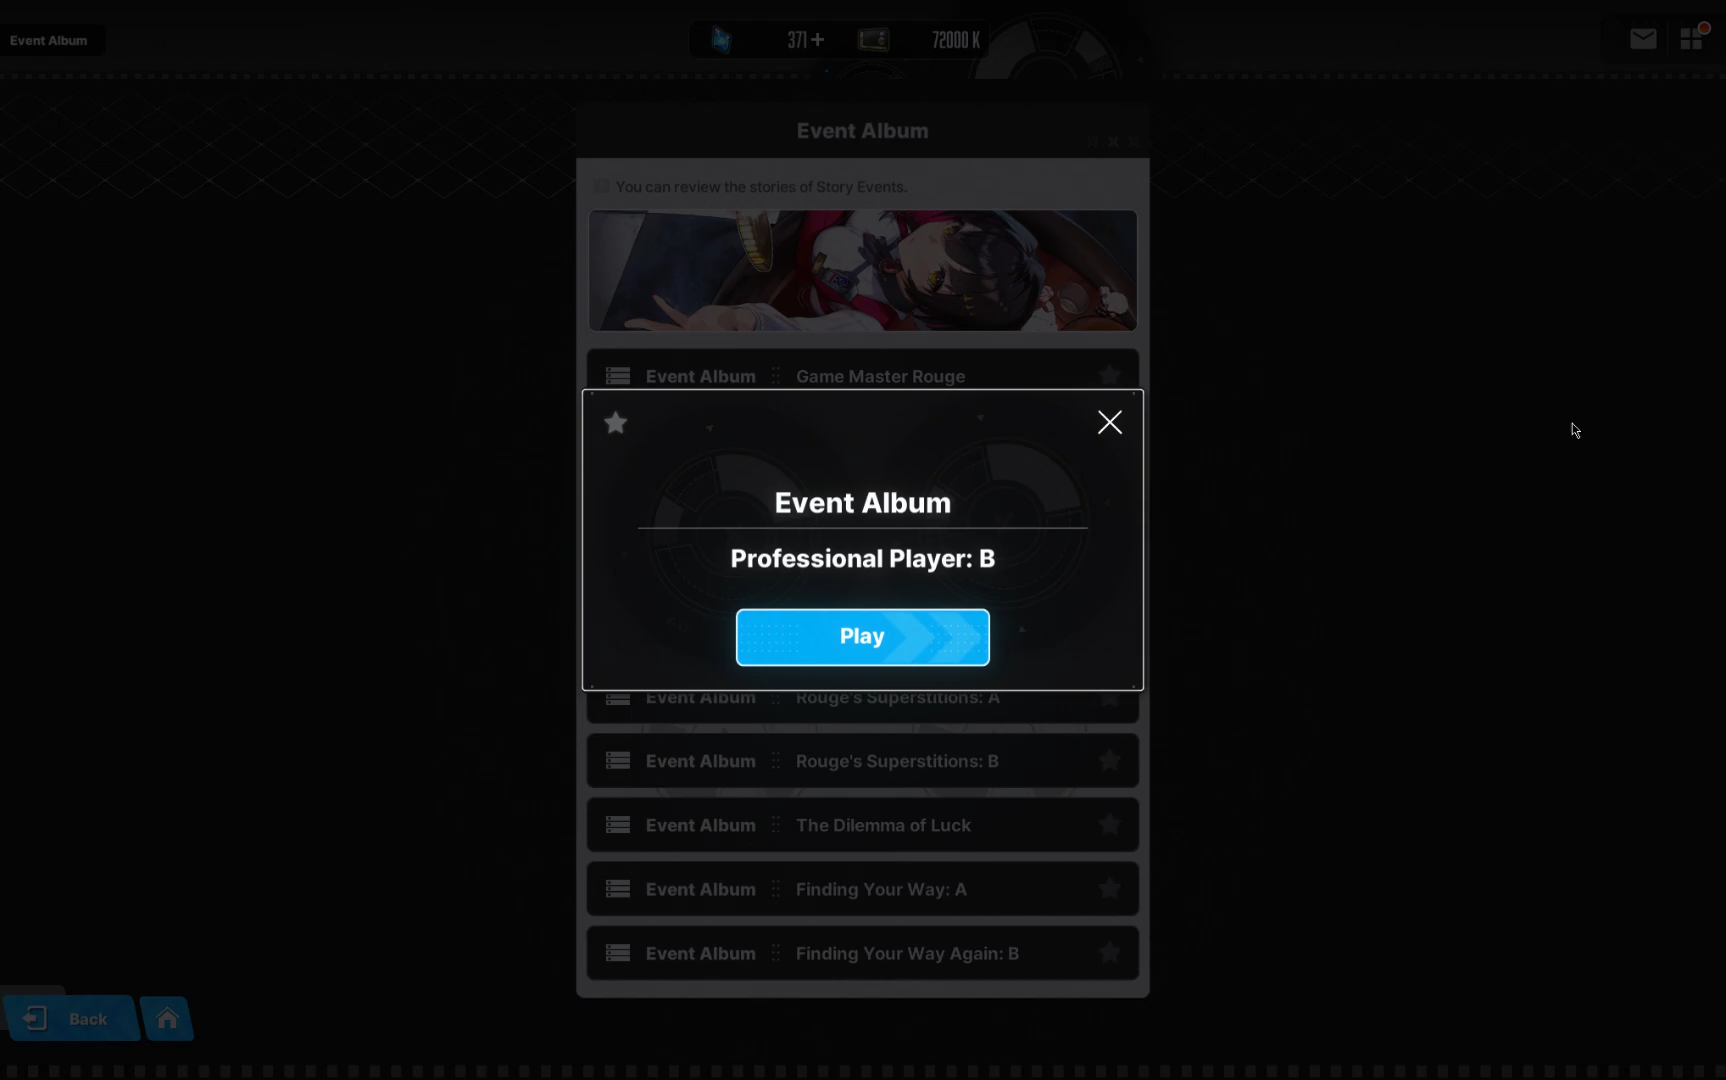 Event Album
371 +
72000 K
Event Album
You can review the stories of Story Events.
Event Album Game Master Rouge
Event Album
Professional Player: B
Play
Event Album Rouge's Superstitions: A
Event Album Rouge's Superstitions: B
Event Album The Dilemma of Luck
Event Album Finding Your Way: A
Event Album Finding Your Way Again: B
Back